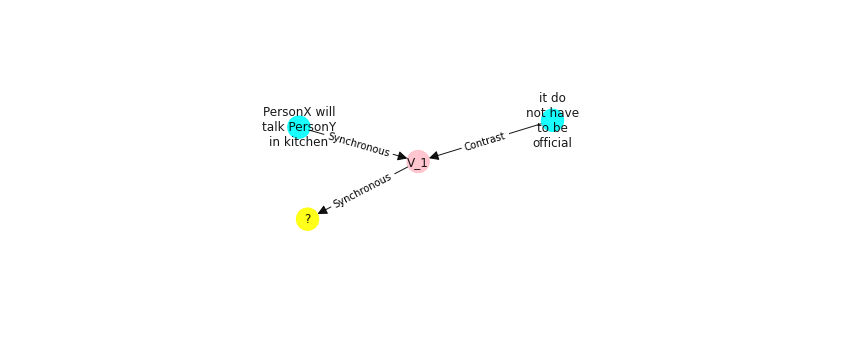 PersonX will
talk PersonY
in kitchen
it do
not have
to be
official
Synchronous
Contrast
V_1
Synchronous
?